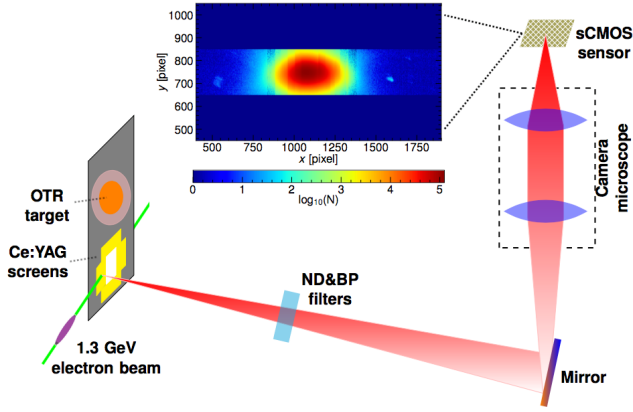 1000
900
800
700
600
500
y [pixel]
500
750
1000
1250
1500
1750
x [pixel]
0
1
2
3
4
5
log₁₀(N)
sCMOS
sensor
Camera
microscope
OTR
target
Ce:YAG
screens
ND&BP
filters
1.3 GeV
electron beam
Mirror